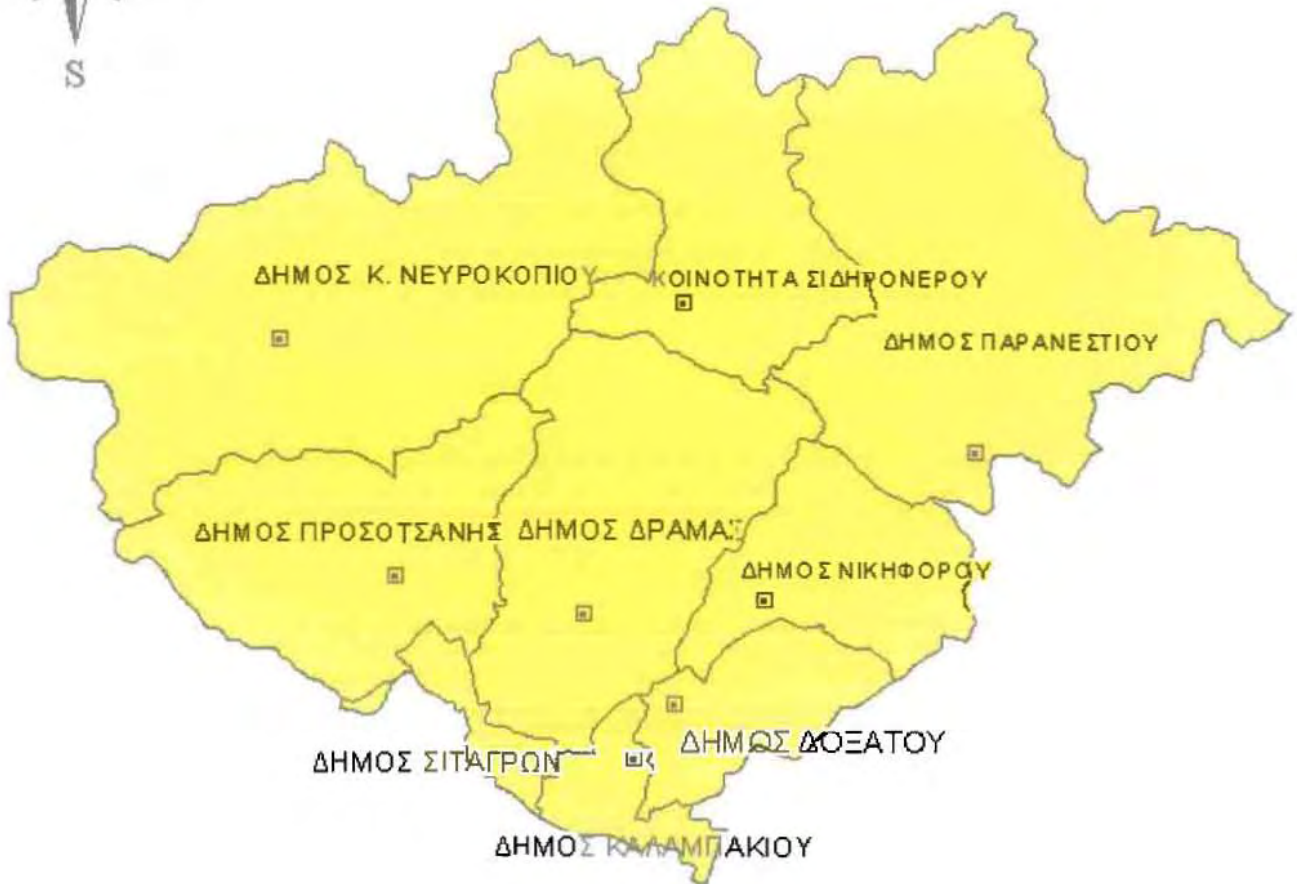 S
ΔΗΜΟΣ Κ. ΝΕΥΡΟΚΟΠΙΟΥ
ΚΟΙΝΟΤΗΤΑ ΣΙΔΗΡΟΝΕΡΟΥ
ΔΗΜΟΣ ΠΑΡΑΝΕΣΤΙΟΥ
ΔΗΜΟΣ ΠΡΟΣΟΤΣΑΝΗΣ
ΔΗΜΟΣ ΔΡΑΜΑΣ
ΔΗΜΟΣ ΝΙΚΗΦΟΡΟΥ
ΔΗΜΟΣ ΣΙΤΑΓΡΩΝ
ΔΗΜΟΣ ΔΟΞΑΤΟΥ
ΔΗΜΟΣ ΚΑΛΑΜΠΑΚΙΟΥ